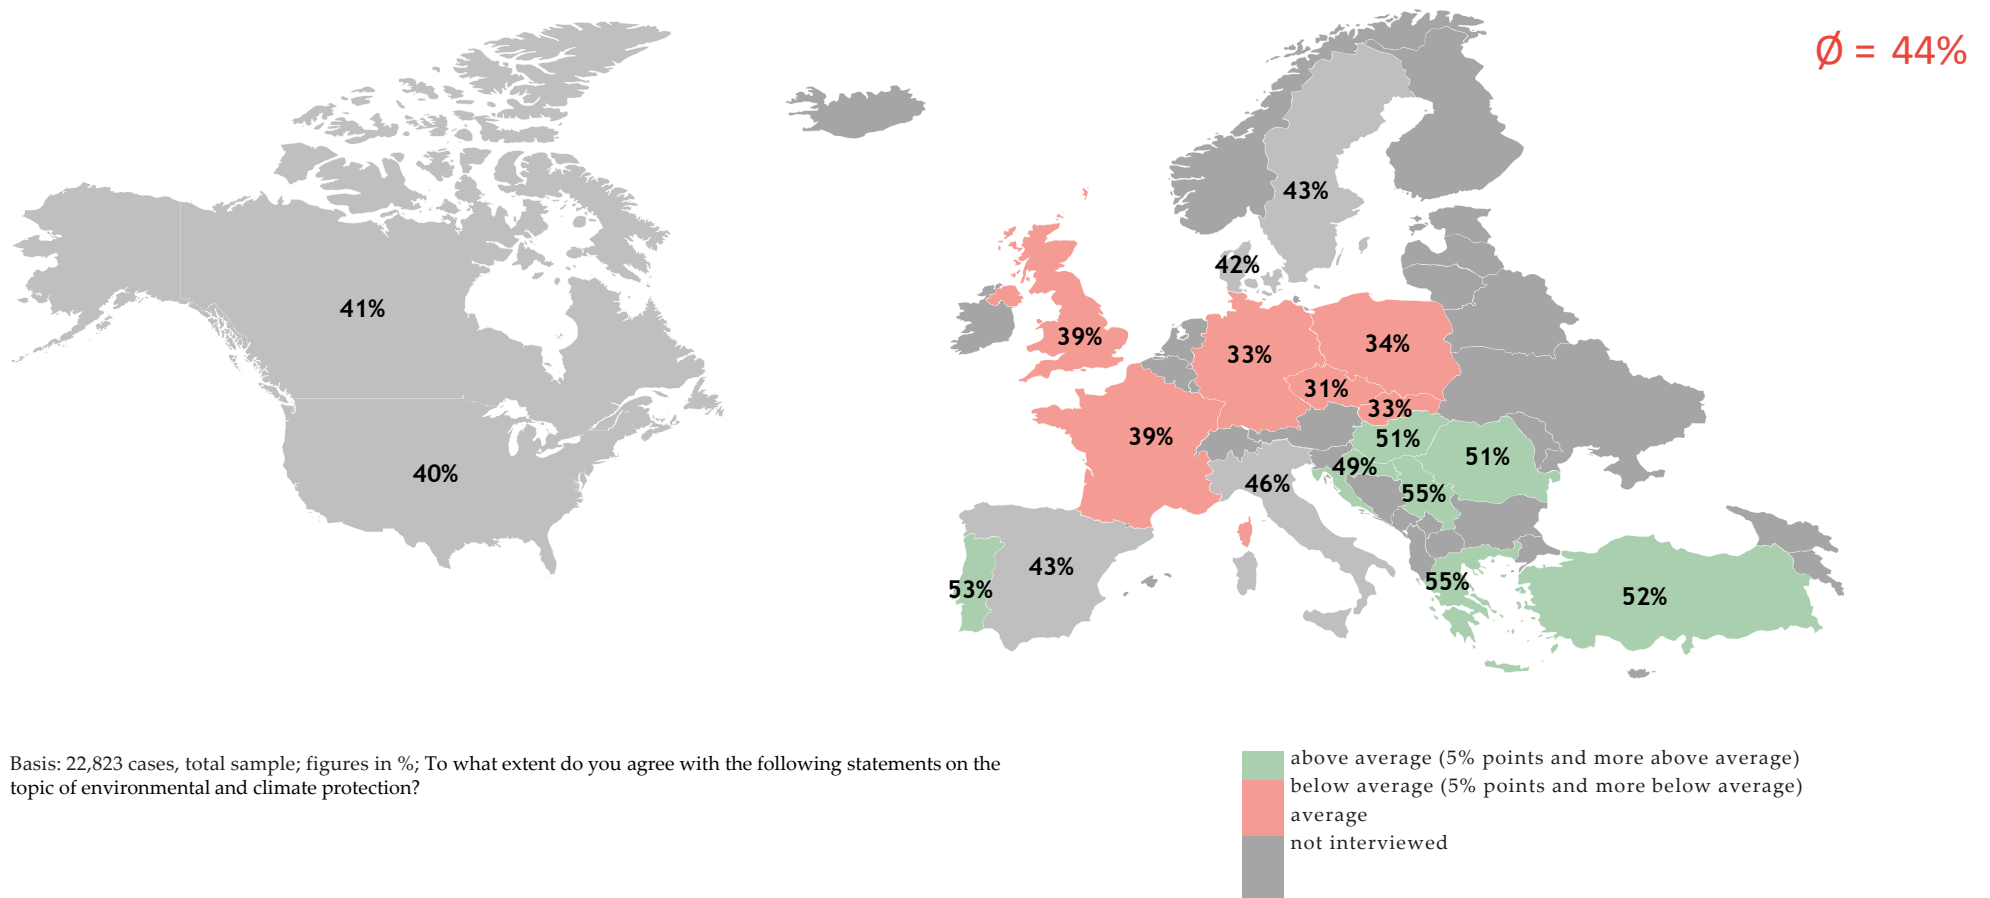 Ø = 44%
43%
42%
41%
39%
34%
33%
31%
33%
39%
51%
51%
49%
40%
46%
55%
43%
55%
53%
52%
Basis: 22,823 cases, total sample; figures in %; To what extent do you agree with the following statements on the
topic of environmental and climate protection?
above average (5% points and more above average)
below average (5% points and more below average)
average
not interviewed